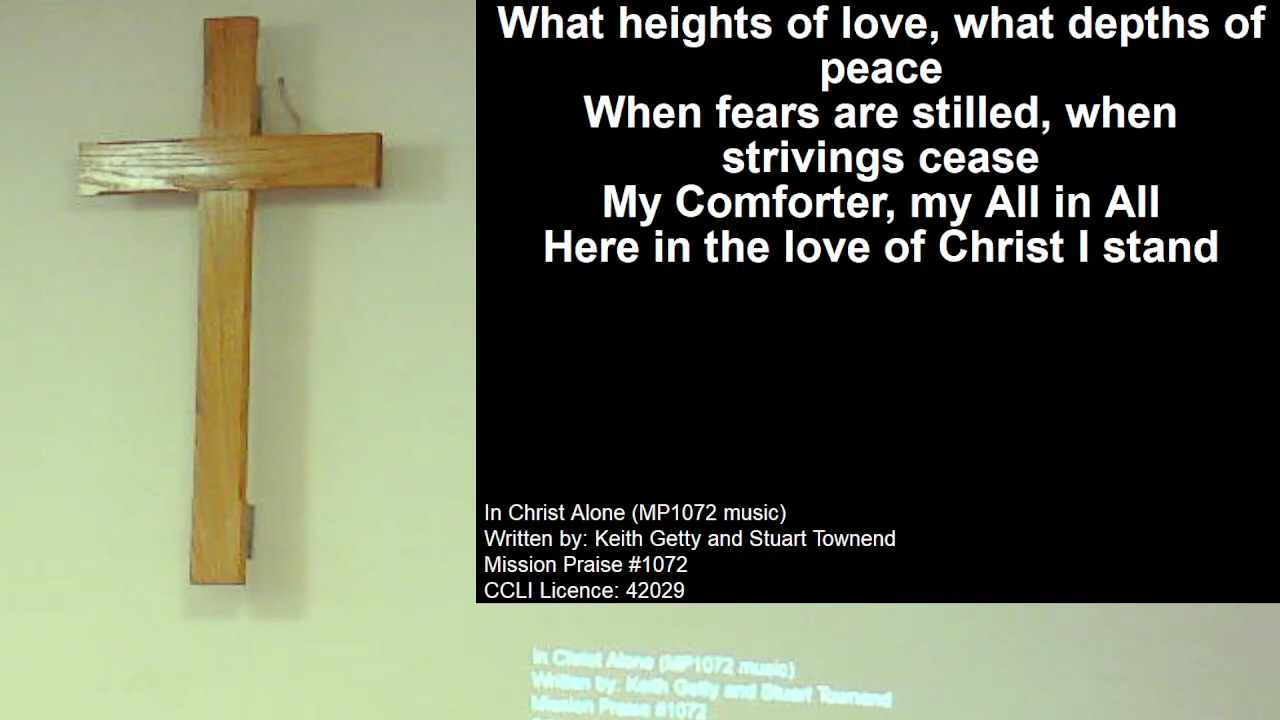 What heights of love, what depths of
peace
When fears are stilled, when
strivings cease
My Comforter, my All in All
Here in the love of Christ I stand
In Christ Alone (MP1072 music)
Written by: Keith Getty and Stuart Townend
Mission Praise #1072
CCLI Licence: 42029
In Christ Alone (MP1072 music)
Written by: Keith Getty and Stuart Townend
Mission Praise #1072